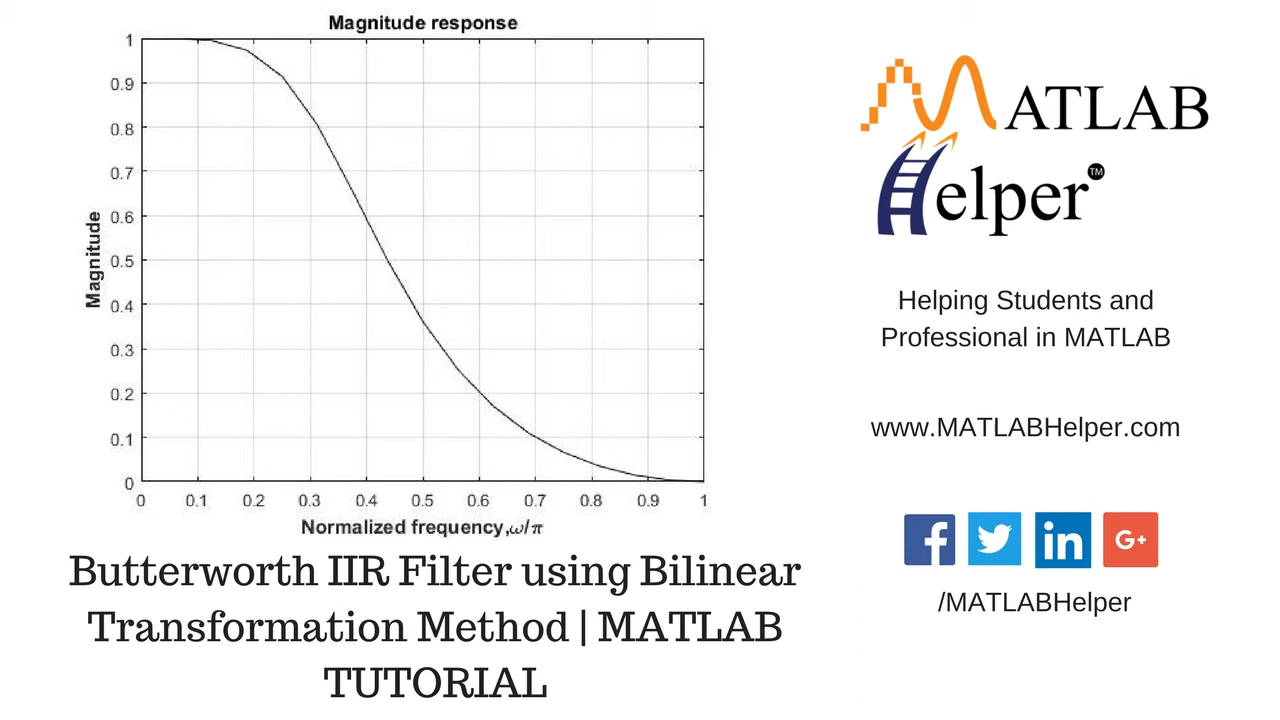 Magnitude response
1
0.9
0.8
0.7
0.6
0.5
0.4
0.3
0.2
0.1
0
Magnitude
0 0.1 0.2 0.3 0.4 0.5 0.6 0.7 0.8 0.9 1
Normalized frequency,ω/π
Butterworth IIR Filter using Bilinear
Transformation Method | MATLAB
TUTORIAL
MATLAB
Helper TM
Helping Students and
Professional in MATLAB
www.MATLABHelper.com
f in G+
/MATLABHelper